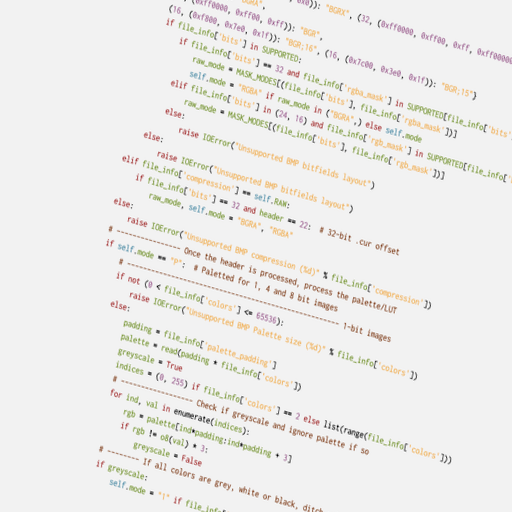 "BGRA",
0x0)): "BGRX", (32, (0xff0000, 0xff00, 0xff, 0xff00000
(0xff0000, 0xff00, 0xff)): "BGR",
(16, (0xf800, 0x7e0, 0x1f)): "BGR;16", (16, (0x7c00, 0x3e0, 0x1f)): "BGR;15"}
if file_info['bits'] in SUPPORTED:
if file_info['bits'] == 32 and file_info['rgba_mask'] in SUPPORTED[file_info['bits'
raw_mode = MASK_MODES[(file_info['bits'], file_info['rgba_mask'])]
self.mode = "RGBA" if raw_mode in ("BGRA",) else self.mode
elif file_info['bits'] in (24, 16) and file_info['rgb_mask'] in SUPPORTED[file_info['
raw_mode = MASK_MODES[(file_info['bits'], file_info['rgb_mask'])]
else:
raise IOError("Unsupported BMP bitfields layout")
else:
raise IOError("Unsupported BMP bitfields layout")
elif file_info['compression'] == self.RAW:
if file_info['bits'] == 32 and header == 22: # 32-bit .cur offset
raw_mode, self.mode = "BGRA", "RGBA"
else:
raise IOError("Unsupported BMP compression (%d)" % file_info['compression'])
# --------------- Once the header is processed, process the palette/LUT
if self.mode == "P": # Paletted for 1, 4 and 8 bit images
# ---------------------------------------------------- 1-bit images
if not (0 < file_info['colors'] <= 65536):
raise IOError("Unsupported BMP Palette size (%d)" % file_info['colors'])
else:
padding = file_info['palette_padding']
palette = read(padding * file_info['colors'])
greyscale = True
indices = (0, 255) if file_info['colors'] == 2 else list(range(file_info['colors']))
# ----------------- Check if greyscale and ignore palette if so
for ind, val in enumerate(indices):
rgb = palette[ind*padding:ind*padding + 3]
if rgb != o8(val) * 3:
greyscale = False
# -------- If all colors are grey, white or black, ditch
if greyscale:
self.mode = "1" if file_info